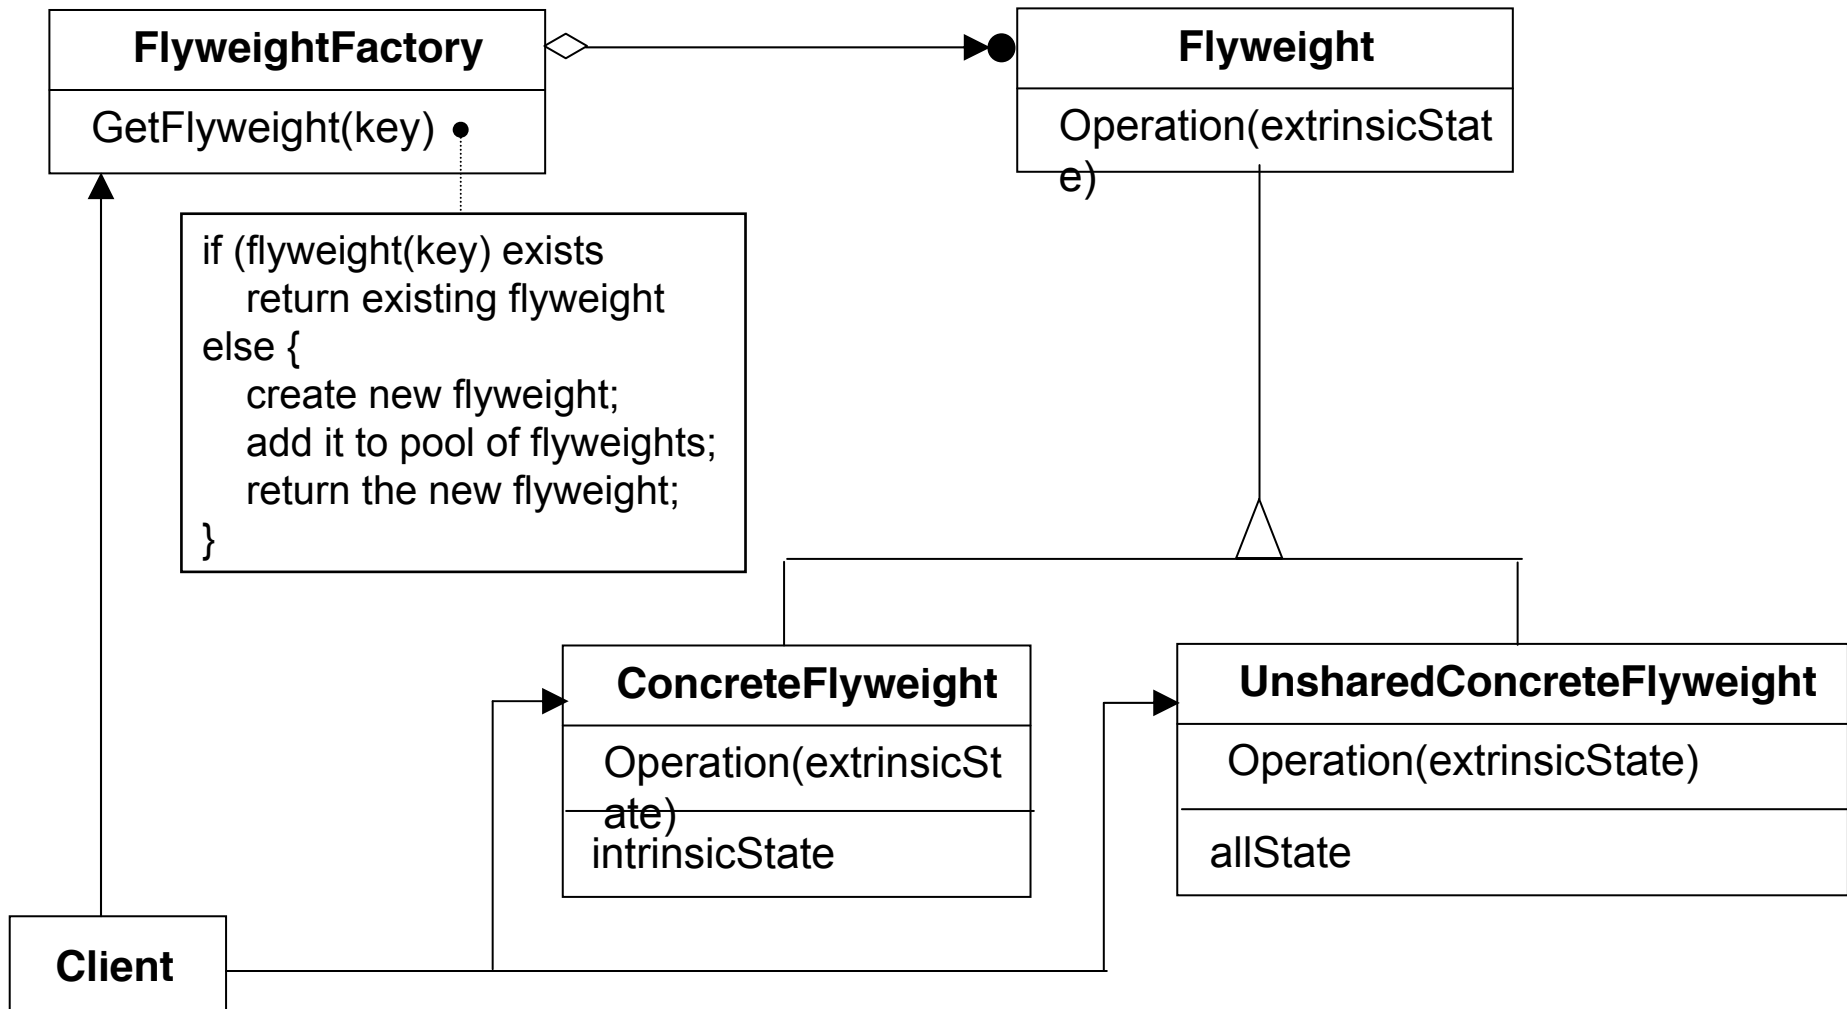 FlyweightFactory
GetFlyweight(key)
if (flyweight(key) exists
return existing flyweight
else {
create new flyweight;
add it to pool of flyweights;
return the new flyweight;
}
Flyweight
Operation(extrinsicStat
e)
ConcreteFlyweight
Operation(extrinsicSt
ate)
intrinsicState
UnsharedConcreteFlyweight
Operation(extrinsicState)
allState
Client